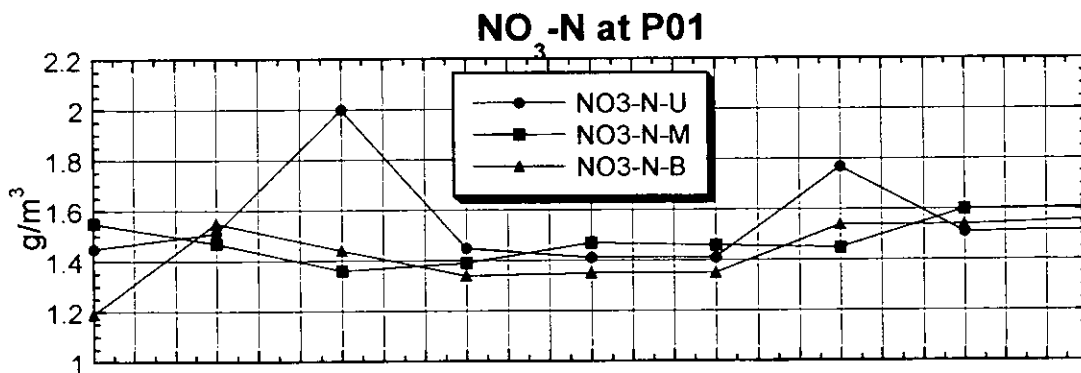 NO₃-N at P01
2.2
2
1.8
1.6
1.4
1.2
1
g/m³
NO3-N-U
NO3-N-M
NO3-N-B